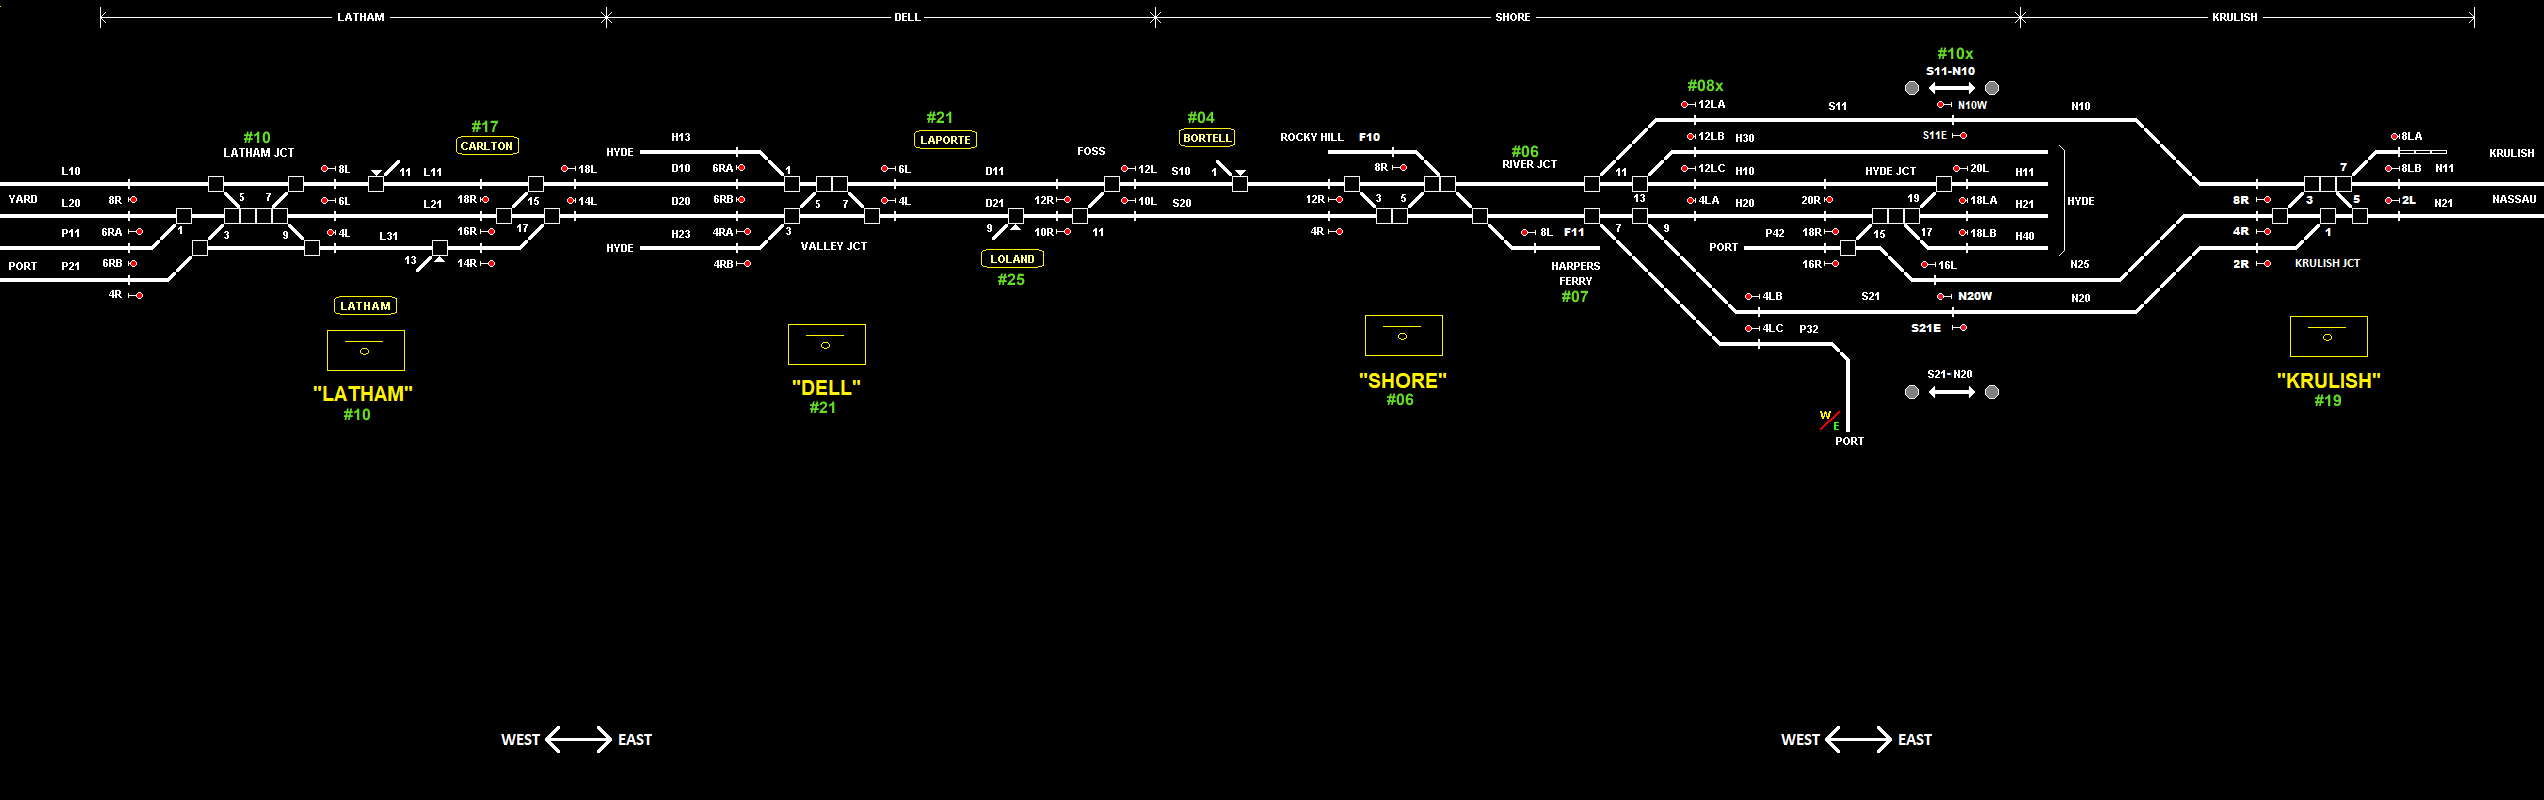 LATHAM DELL SHORE KRULISH
#10x
S11-N10
#08x
12LA S11 N10W N10
#21 #04
#17
#10 CARLTON LAPORTE BORTELL
LATHAM JCT
H13 ROCKY HILL F10 12LB H30 S11E 8LA
HYDE FOSS #06
RIVER JCT KRULISH
L10 8L 11 L11 18L D10 6RA 1 6L D11 12L S10 1 8R 11 12LC H10 HYDE JCT 20L H11 7 8LB N11
YARD L20 8R 5 7 6L L21 18R 15 14L D20 6RB 5 7 4L D21 12R 10L S20 12R 3 5 13 4LA H20 20R 19 18LA H21 HYDE 8R 3 5 2L N21 NASSAU
P11 6RA 1 3 9 4L L31 16R 17 HYDE H23 4RA 3 VALLEY JCT 9 10R 11 4R 8L F11 7 9 P42 18R 15 17 18LB H40 4R 1
PORT P21 6RB 13 14R 4RB LOLAND HARPERS
FERRY PORT 16R 16L N25 2R KRULISH JCT
4R #25 #07 4LB S21 N20W N20
LATHAM 4LC P32 S21E
S21-N20
"LATHAM" "DELL" "SHORE" "KRULISH"
#10 #21 #06 #19
W/E
PORT
WEST EAST WEST EAST